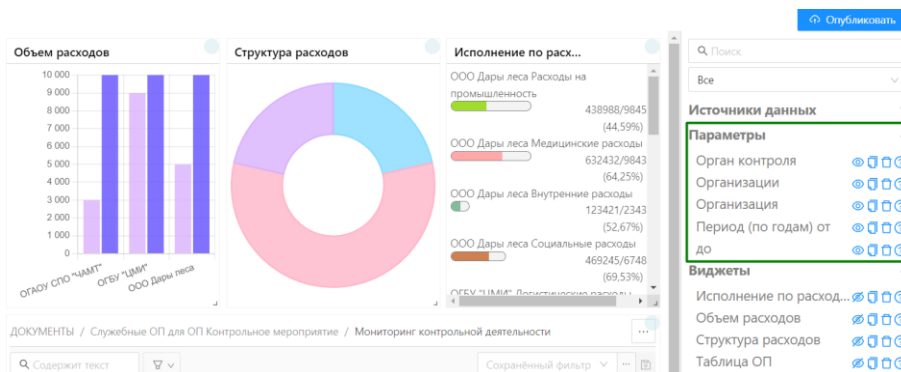 Опубликовать
Объем расходов
10 000
9 000
8 000
7 000
6 000
5 000
4 000
3 000
2 000
1 000
0
ОГАОУ СПО "ЧАМТ"
ОГБУ "ЦМИ"
ООО Дары леса
Структура расходов
Исполнение по расх...
ООО Дары леса Расходы на
промышленность
438988/9845
(44,59%)
ООО Дары леса Медицинские расходы
632432/9843
(64,25%)
ООО Дары леса Внутренние расходы
123421/2343
(52,67%)
ООО Дары леса Социальные расходы
469245/6748
(69,53%)
ОГБУ "ЦМИ" Логистические расходы
ДОКУМЕНТЫ / Служебные ОП для ОП Контрольное мероприятие / Мониторинг контрольной деятельности
...
Содержит текст
Сохранённый фильтр
...
Поиск
Все
Источники данных
Параметры
Орган контроля
Организации
Организация
Период (по годам) от
до
Виджеты
Исполнение по расход...
Объем расходов
Структура расходов
Таблица ОП